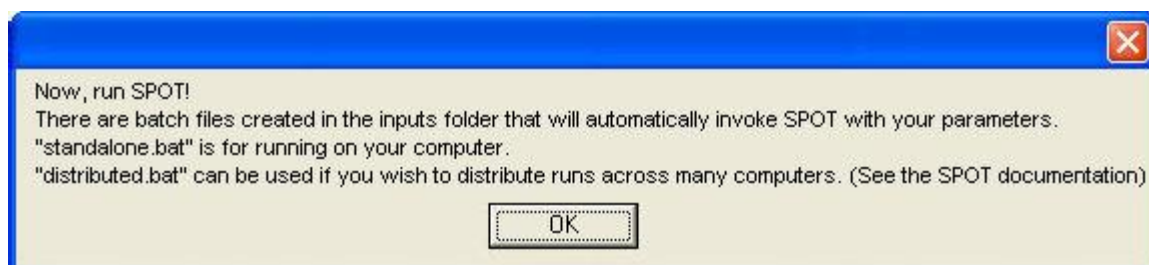 Now, run SPOT!
There are batch files created in the inputs folder that will automatically invoke SPOT with your parameters.
"standalone.bat" is for running on your computer.
"distributed.bat" can be used if you wish to distribute runs across many computers. (See the SPOT documentation)
OK